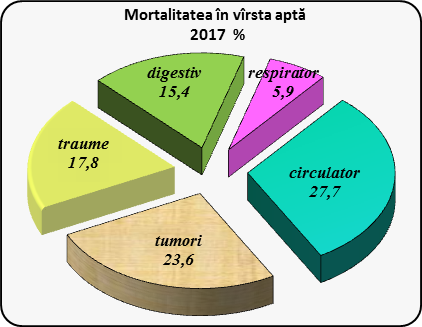 Mortalitatea în vîrsta aptă
2017 %
digestiv
15,4
respirator
5,9
traume
17,8
circulator
27,7
tumori
23,6